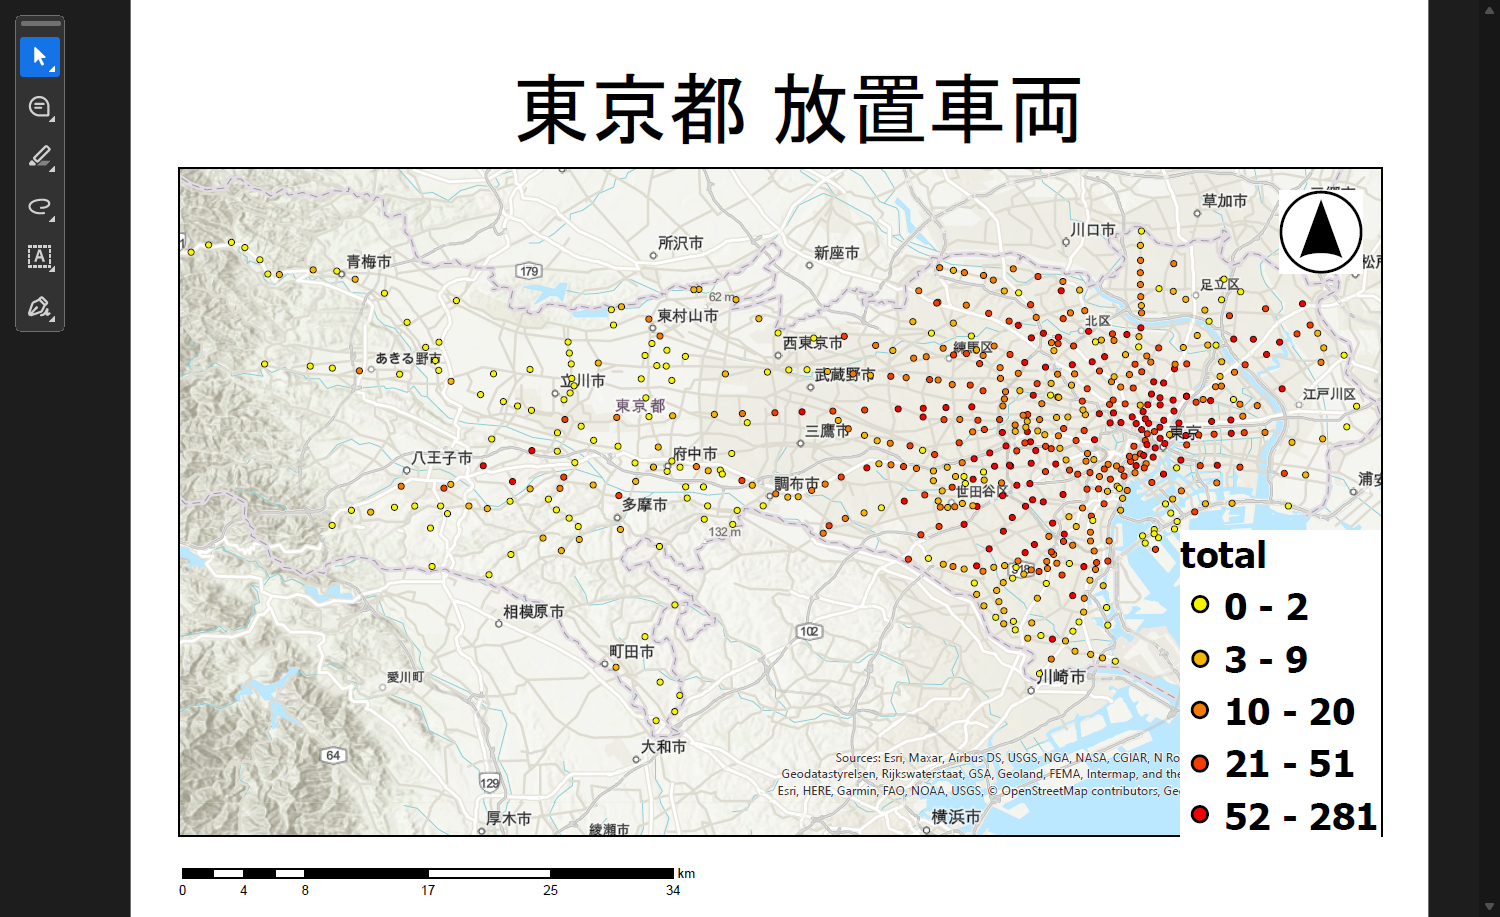 東京都 放置車両
草加市
川口市
所沢市
新座市
青梅市
179
足立区
62 m
東村山市
北区
西東京市
練馬区
あきる野市
立川市
武蔵野市
江戸川区
東京都
三鷹市
東京
八王子市
府中市
調布市
世田谷区
浦安
多摩市
132 m
total
0 - 2
3 - 9
10 - 20
21 - 51
52 - 281
相模原市
102
町田市
愛川町
川崎市
大和市
64
129
厚木市
綾瀬市
横浜市
Sources: Esri, Maxar, Airbus DS, USGS, NGA, NASA, CGIAR, N Ro
Geodatastyrelsen, Rijkswaterstaat, GSA, Geoland, FEMA, Intermap, and the
Esri, HERE, Garmin, FAO, NOAA, USGS, © OpenStreetMap contributors, Ge
km
0 4 8 17 25 34